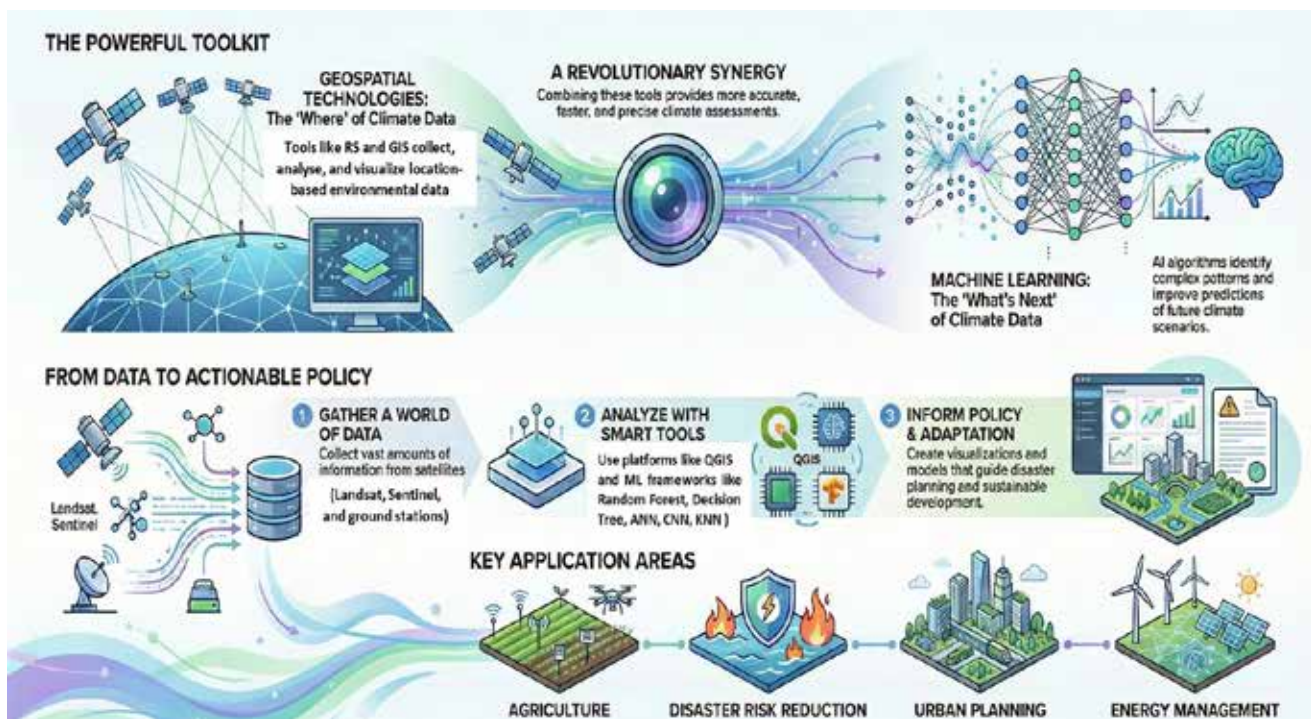 THE POWERFUL TOOLKIT
GEOSPATIAL
TECHNOLOGIES:
The 'Where' of Climate Data
Tools like RS and GIS collect,
analyse, and visualize location-
based environmental data
A REVOLUTIONARY SYNERGY
Combining these tools provides more accurate,
faster, and precise climate assessments.
MACHINE LEARNING:
The 'What's Next'
of Climate Data
AI algorithms identify
complex patterns and
improve predictions
of future climate
scenarios.
FROM DATA TO ACTIONABLE POLICY
Landsat,
Sentinel
1 GATHER A WORLD
OF DATA
Collect vast amounts of
information from satellites
(Landsat, Sentinel,
and ground stations)
2 ANALYZE WITH
SMART TOOLS
Use platforms like QGIS
and ML frameworks like
Random Forest, Decision
Tree, ANN, CNN, KNN )
QGIS
3 INFORM POLICY
& ADAPTATION
Create visualizations and
models that guide disaster
planning and sustainable
development.
KEY APPLICATION AREAS
AGRICULTURE
DISASTER RISK REDUCTION
URBAN PLANNING
ENERGY MANAGEMENT